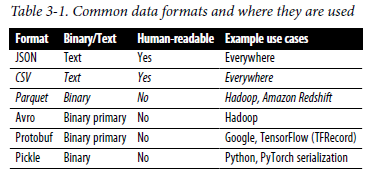 Table 3-1. Common data formats and where they are used
Format Binary/Text Human-readable Example use cases
JSON Text Yes Everywhere
CSV Text Yes Everywhere
Parquet Binary No Hadoop, Amazon Redshift
Avro Binary primary No Hadoop
Protobuf Binary primary No Google, TensorFlow (TFRecord)
Pickle Binary No Python, PyTorch serialization